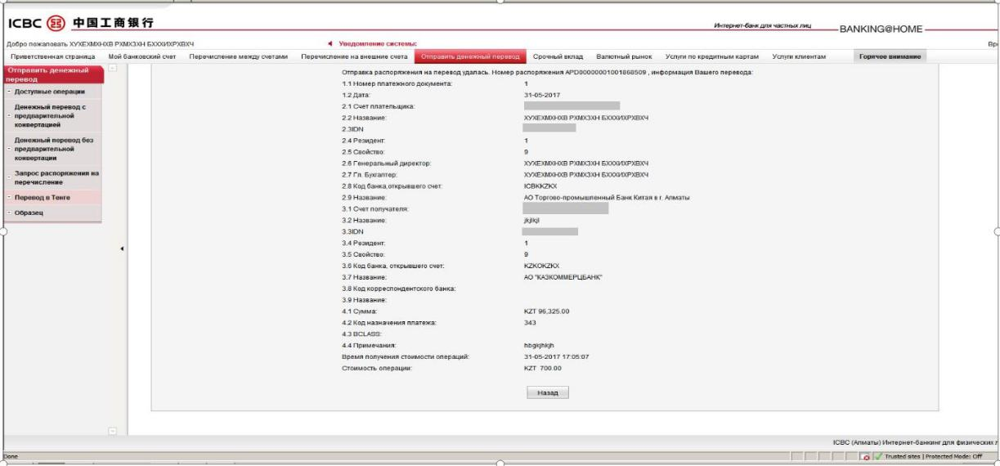 ICBC 中国工商银行
Интернет-банк для частных лиц BANKING@HOME
Добро пожаловать ХУХЕХМХНХВ РХМХЗХН БХХХИХРХВХЧ Уведомление системы:
Приветственная страница Мой банковский счет Перечисление между счетами Перечисление на внешние счета Отправить денежный перевод Срочный вклад Валютный рынок Услуги по кредитным картам Услуги клиентам Горячее внимание
Отправить денежный
перевод
- Доступные операции
Денежный перевод с
- предварительной
конвертацией
Денежный перевод без
- предварительной
конвертации
- Запрос распоряжения на
перечисление
- Перевод в Тенге
- Образец
Отправка распоряжения на перевод удалась. Номер распоряжения APD00000001001868509 , информация Вашего перевода:
1.1 Номер платежного документа: 1
1.2 Дата: 31-05-2017
2.1 Счет плательщика:
2.2 Название: ХУХЕХМХНХВ РХМХЗХН БХХХИХРХВХЧ
2.3IDN
2.4 Резидент: 1
2.5 Свойство: 9
2.6 Генеральный директор: ХУХЕХМХНХВ РХМХЗХН БХХХИХРХВХЧ
2.7 Гл. Бухгалтер: ХУХЕХМХНХВ РХМХЗХН БХХХИХРХВХЧ
2.8 Код банка,открывшего счет: ICBKKZKX
2.9 Название: АО Торгово-промышленный Банк Китая в г. Алматы
3.1 Счет получателя:
3.2 Название: jkjlkjl
3.3IDN
3.4 Резидент: 1
3.5 Свойство: 9
3.6 Код банка, открывшего счет: KZKOKZKX
3.7 Название: АО "КАЗКОММЕРЦБАНК"
3.8 Код корреспондентского банка:
3.9 Название:
4.1 Сумма: KZT 96,325.00
4.2 Код назначения платежа: 343
4.3 BCLASS:
4.4 Примечания: hbgkjhkjh
Время получения стоимости операций: 31-05-2017 17:05:07
Стоимость операции: KZT 700.00
Назад
ICBC (Алматы) Интернет-банкинг для физических
Done Trusted sites | Protected Mode: Off